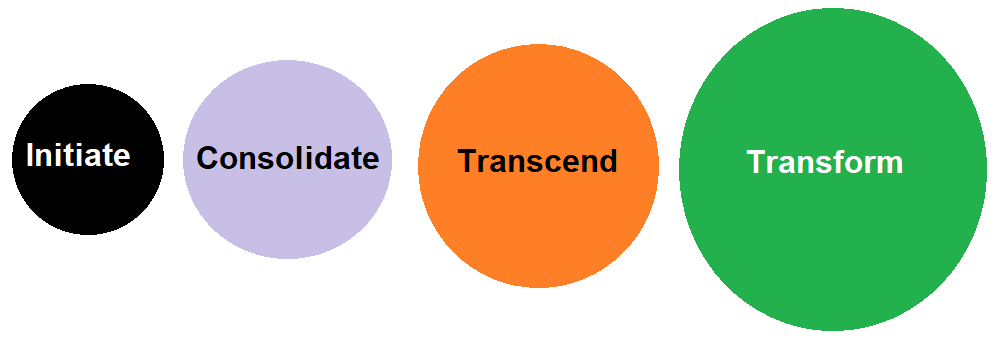 Initiate
Consolidate
Transcend
Transform